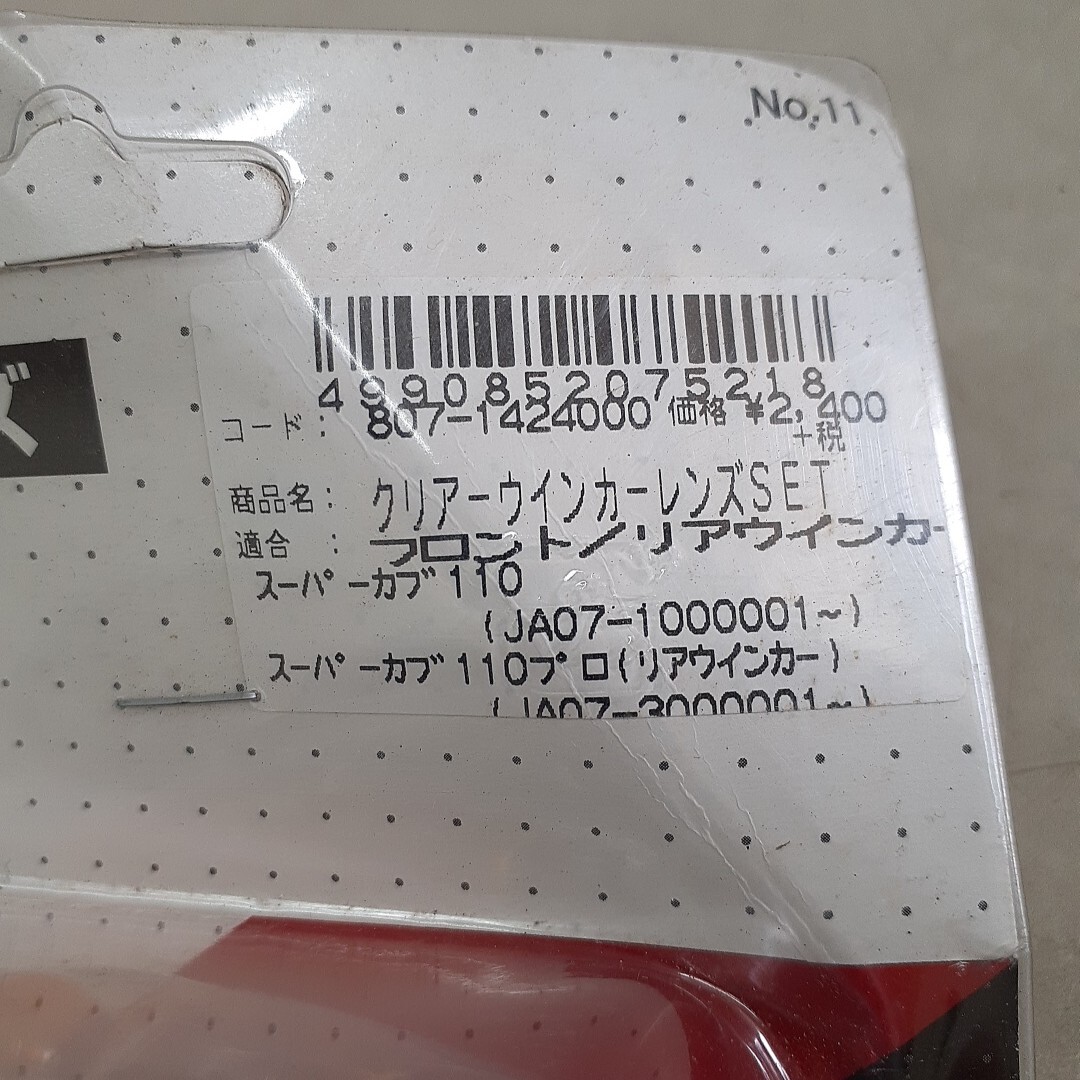 No.11
ズ
4990852075218
コード: 807-1424000 価格 ¥2,400
+税
商品名: クリアーウインカーレンズSET
適合 : フロント/リアウインカー
スーパーカブ110
(JA07-1000001~)
スーパーカブ110プロ(リアウインカー)
(JA07-3000001~)